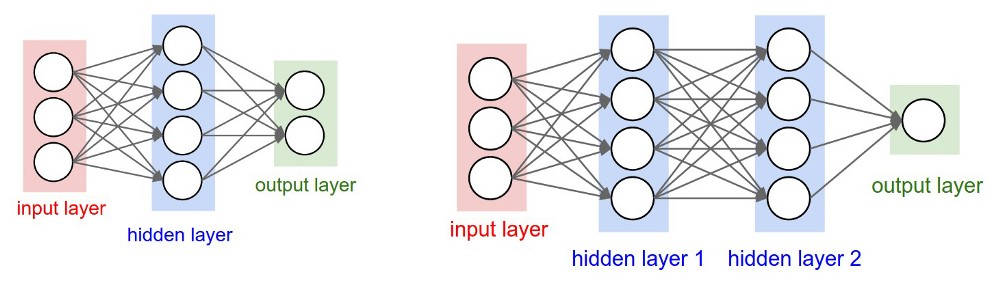 input layer
hidden layer
output layer
input layer
hidden layer 1
hidden layer 2
output layer